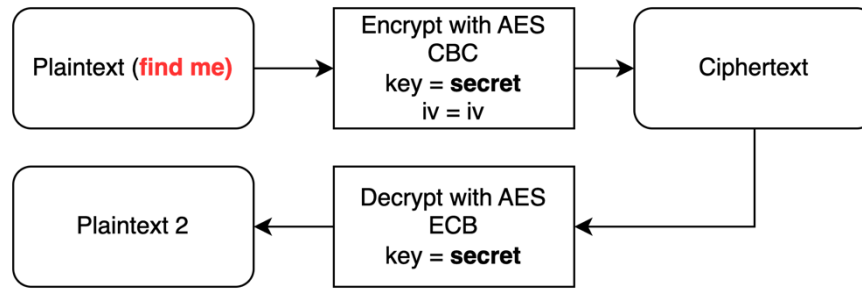 Plaintext (find me)
Encrypt with AES
CBC
key = secret
iv = iv
Ciphertext
Plaintext 2
Decrypt with AES
ECB
key = secret